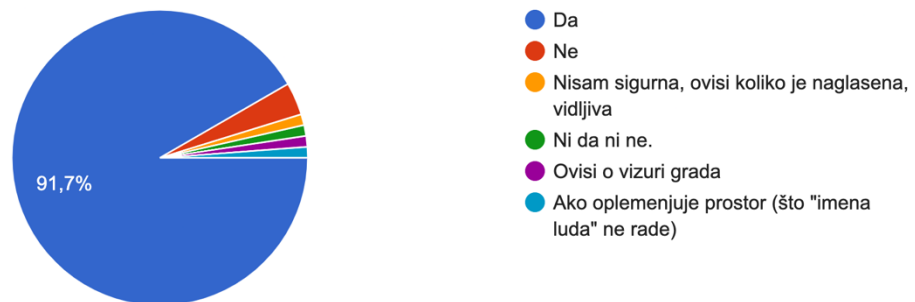 91,7%
Da
Ne
Nisam sigurna, ovisi koliko je naglasena,
vidljiva
Ni da ni ne.
Ovisi o vizuri grada
Ako oplemenjuje prostor (što "imena
luda" ne rade)